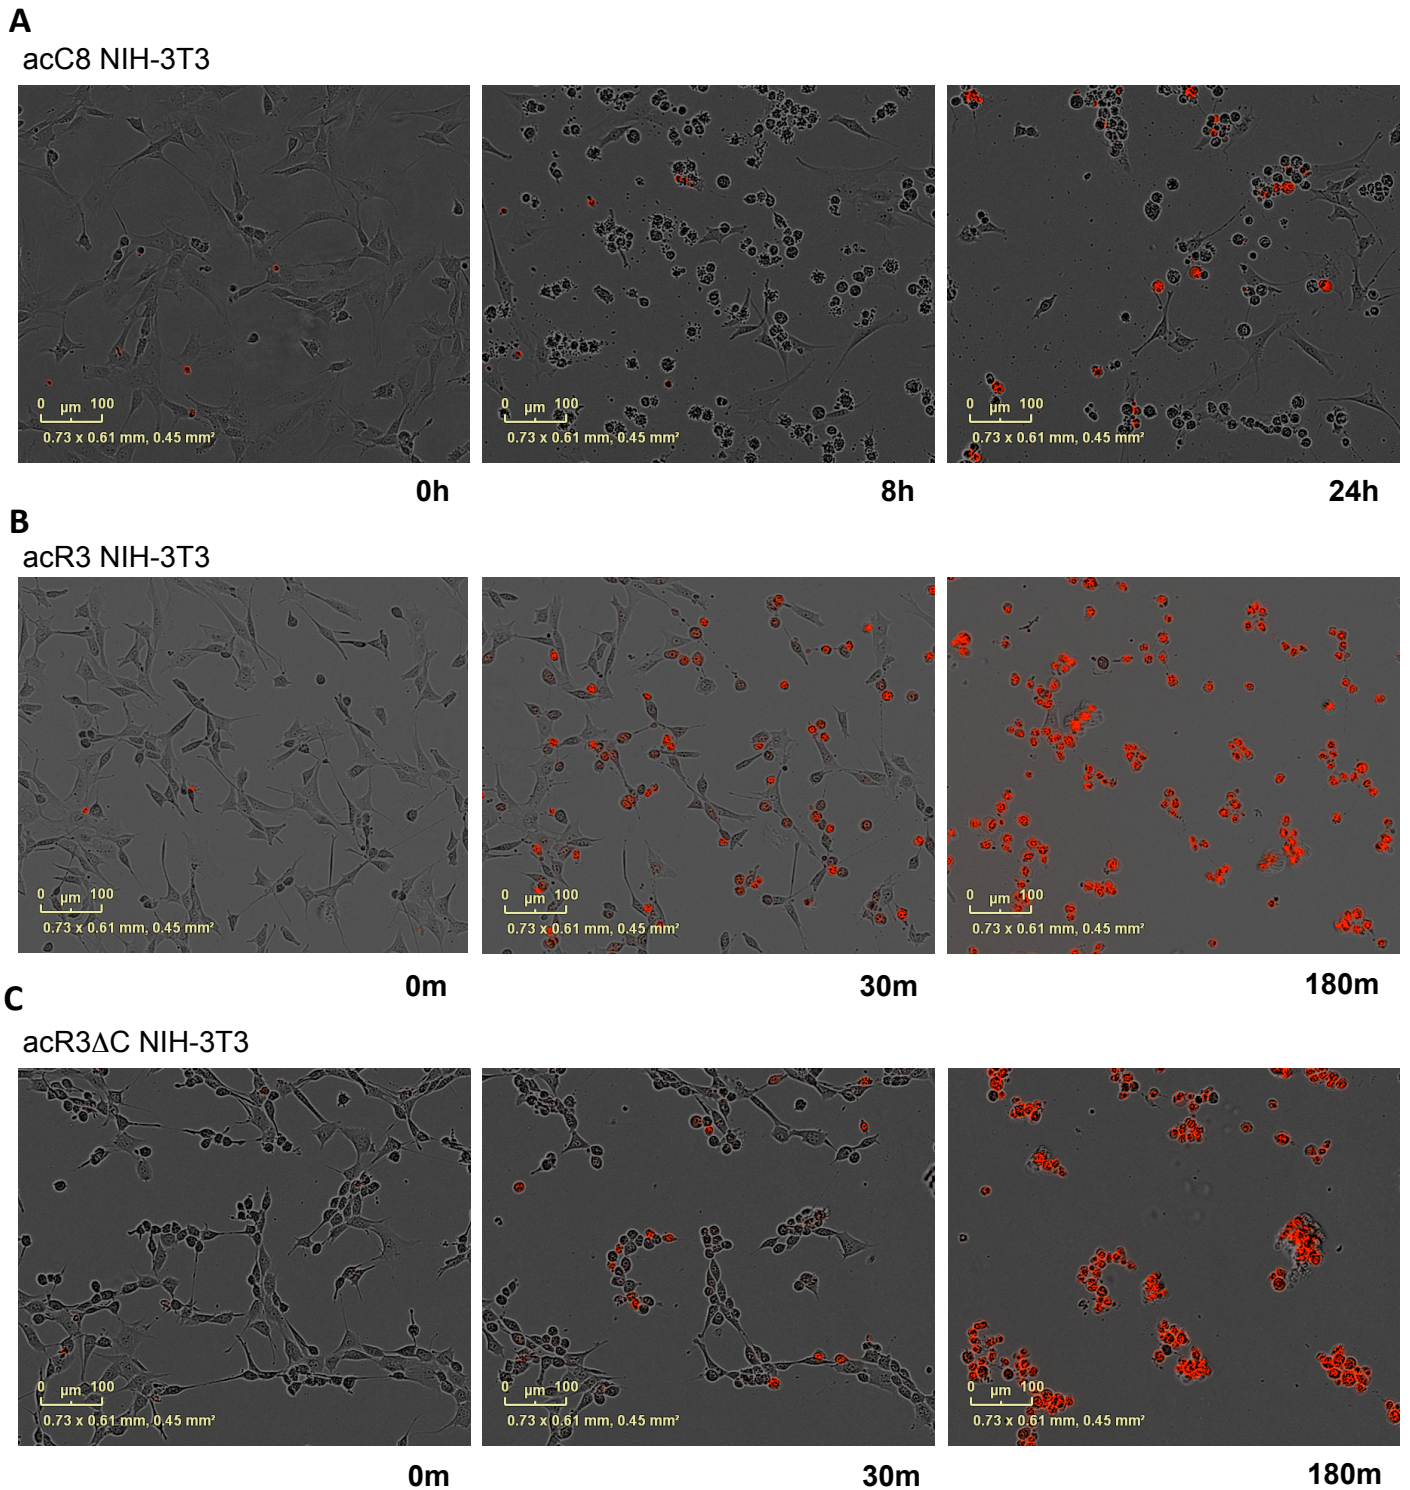 A
acC8 NIH-3T3
0 µm 100
0.73 x 0.61 mm, 0.45 mm²
0 µm 100
0.73 x 0.61 mm, 0.45 mm²
0 µm 100
0.73 x 0.61 mm, 0.45 mm²
0h
8h
24h
B
acR3 NIH-3T3
0 µm 100
0.73 x 0.61 mm, 0.45 mm²
0 µm 100
0.73 x 0.61 mm, 0.45 mm²
0 µm 100
0.73 x 0.61 mm, 0.45 mm²
0m
30m
180m
C
acR3ΔC NIH-3T3
0 µm 100
0.73 x 0.61 mm, 0.45 mm²
0 µm 100
0.73 x 0.61 mm, 0.45 mm²
0 µm 100
0.73 x 0.61 mm, 0.45 mm²
0m
30m
180m